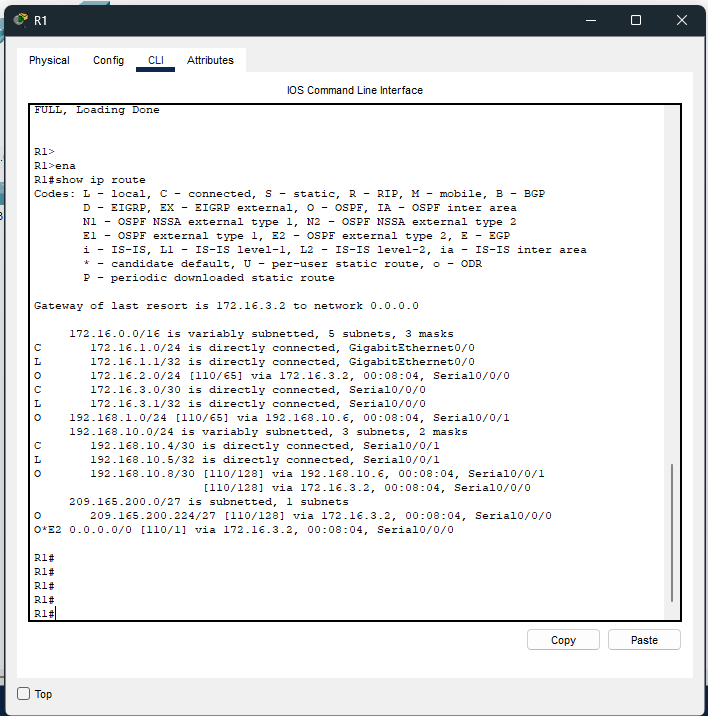 R1
Physical Config CLI Attributes
IOS Command Line Interface
FULL, Loading Done
R1>
R1>ena
R1#show ip route
Codes: L - local, C - connected, S - static, R - RIP, M - mobile, B - BGP
D - EIGRP, EX - EIGRP external, O - OSPF, IA - OSPF inter area
N1 - OSPF NSSA external type 1, N2 - OSPF NSSA external type 2
E1 - OSPF external type 1, E2 - OSPF external type 2, E - EGP
i - IS-IS, L1 - IS-IS level-1, L2 - IS-IS level-2, ia - IS-IS inter area
* - candidate default, U - per-user static route, o - ODR
P - periodic downloaded static route
Gateway of last resort is 172.16.3.2 to network 0.0.0.0
172.16.0.0/16 is variably subnetted, 5 subnets, 3 masks
C 172.16.1.0/24 is directly connected, GigabitEthernet0/0
L 172.16.1.1/32 is directly connected, GigabitEthernet0/0
O 172.16.2.0/24 [110/65] via 172.16.3.2, 00:08:04, Serial0/0/0
C 172.16.3.0/30 is directly connected, Serial0/0/0
L 172.16.3.1/32 is directly connected, Serial0/0/0
O 192.168.1.0/24 [110/65] via 192.168.10.6, 00:08:04, Serial0/0/1
192.168.10.0/24 is variably subnetted, 3 subnets, 2 masks
C 192.168.10.4/30 is directly connected, Serial0/0/1
L 192.168.10.5/32 is directly connected, Serial0/0/1
O 192.168.10.8/30 [110/128] via 192.168.10.6, 00:08:04, Serial0/0/1
[110/128] via 172.16.3.2, 00:08:04, Serial0/0/0
209.165.200.0/27 is subnetted, 1 subnets
O 209.165.200.224/27 [110/128] via 172.16.3.2, 00:08:04, Serial0/0/0
O*E2 0.0.0.0/0 [110/1] via 172.16.3.2, 00:08:04, Serial0/0/0
R1#
R1#
R1#
R1#
R1#
Copy Paste
Top